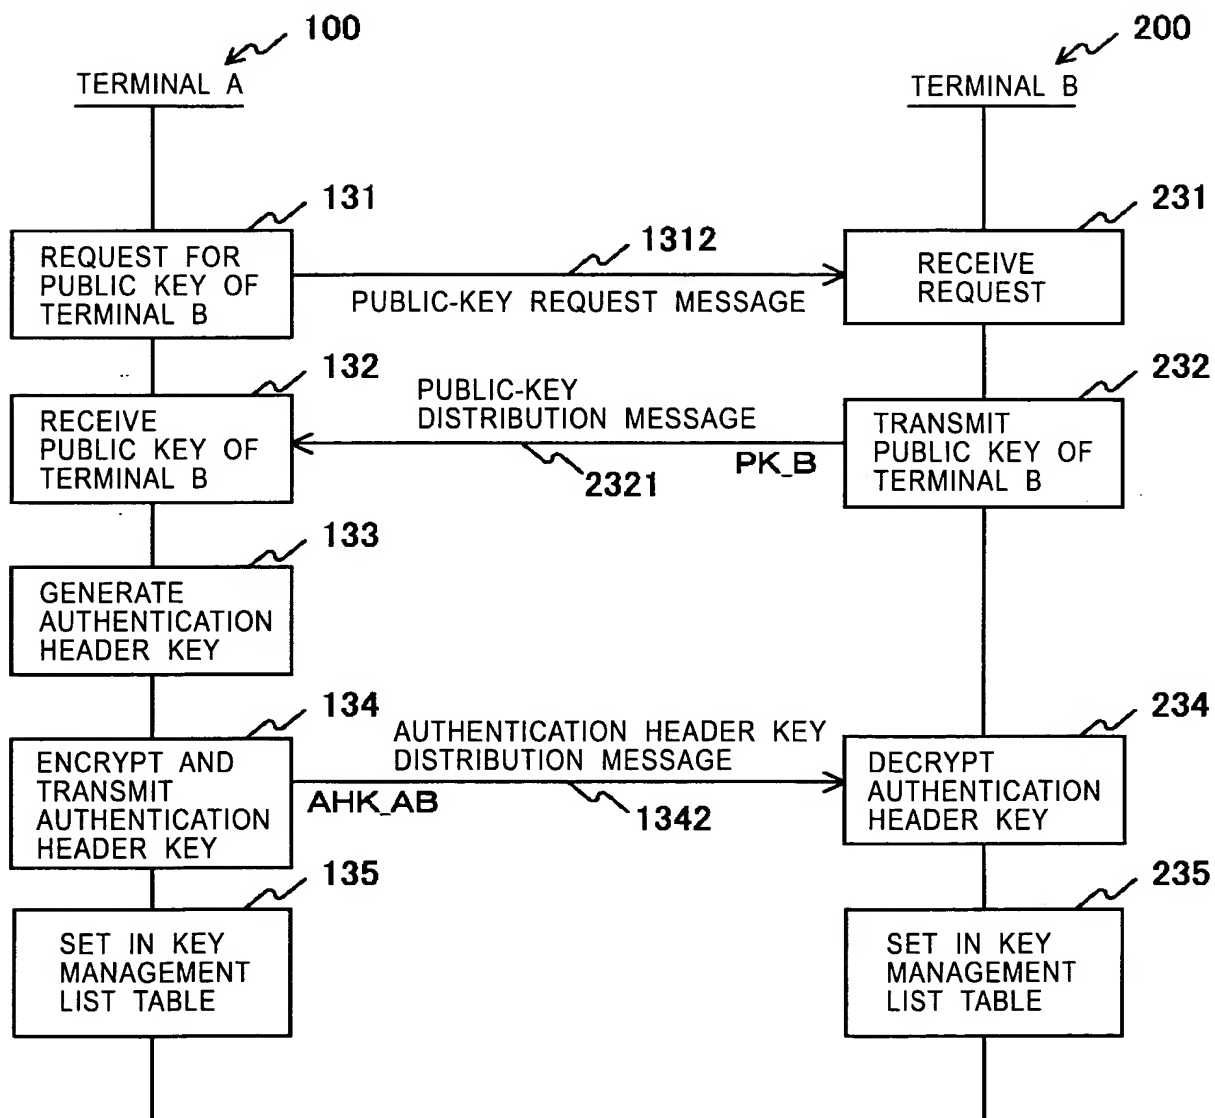 100
200
TERMINAL A
TERMINAL B
131
231
REQUEST FOR
PUBLIC KEY OF
TERMINAL B
1312
PUBLIC-KEY REQUEST MESSAGE
RECEIVE
REQUEST
132
232
RECEIVE
PUBLIC KEY OF
TERMINAL B
PUBLIC-KEY
DISTRIBUTION MESSAGE
2321
PK_B
TRANSMIT
PUBLIC KEY OF
TERMINAL B
133
GENERATE
AUTHENTICATION
HEADER KEY
134
234
ENCRYPT AND
TRANSMIT
AUTHENTICATION
HEADER KEY
AUTHENTICATION HEADER KEY
DISTRIBUTION MESSAGE
AHK_AB
1342
DECRYPT
AUTHENTICATION
HEADER KEY
135
235
SET IN KEY
MANAGEMENT
LIST TABLE
SET IN KEY
MANAGEMENT
LIST TABLE